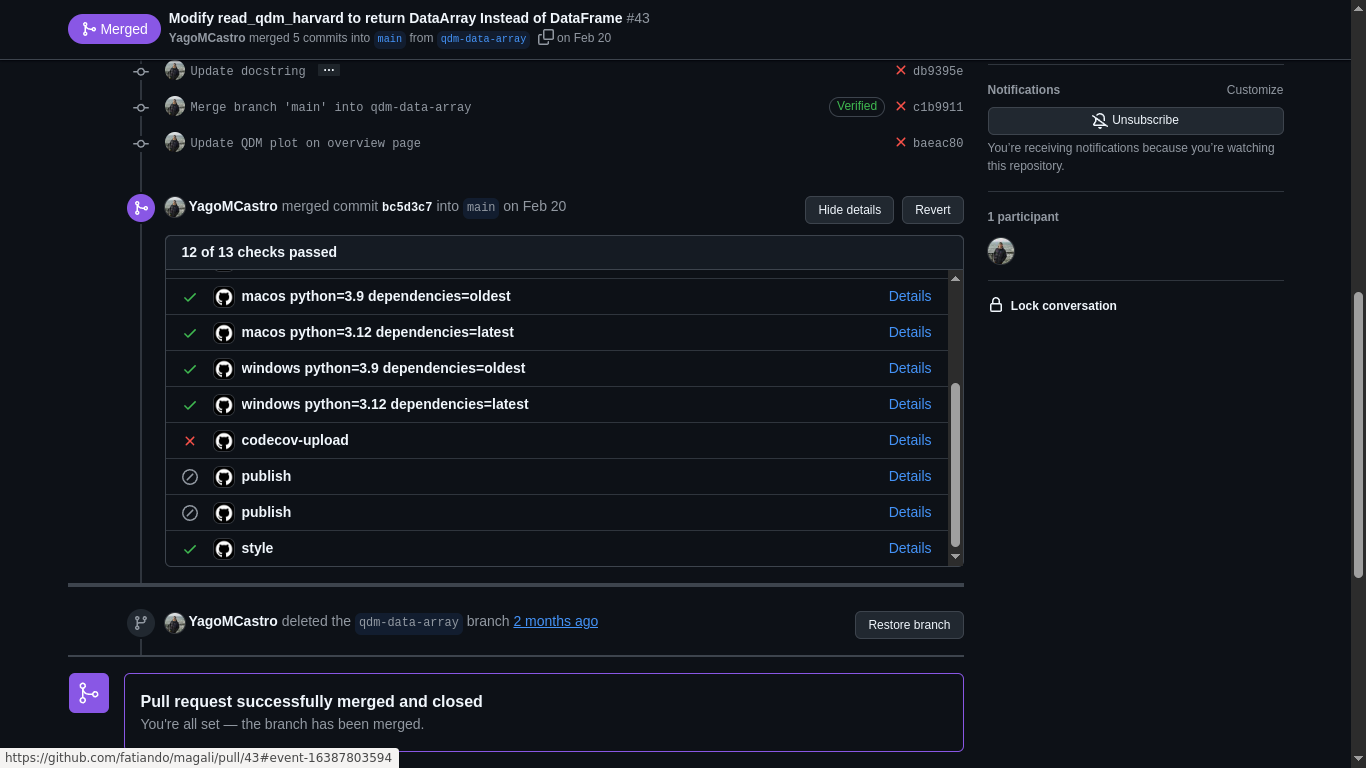 Merged
Modify read_qdm_harvard to return DataArray Instead of DataFrame #43
YagoMCastro merged 5 commits into main from qdm-data-array on Feb 20
Update docstring ...
db9395e
Merge branch 'main' into qdm-data-array
Verified
c1b9911
Update QDM plot on overview page
baeac80
YagoMCastro merged commit bc5d3c7 into main on Feb 20
Hide details
Revert
12 of 13 checks passed
macos python=3.9 dependencies=oldest Details
macos python=3.12 dependencies=latest Details
windows python=3.9 dependencies=oldest Details
windows python=3.12 dependencies=latest Details
codecov-upload Details
publish Details
publish Details
style Details
YagoMCastro deleted the qdm-data-array branch 2 months ago
Restore branch
Pull request successfully merged and closed
You're all set — the branch has been merged.
Notifications
Customize
Unsubscribe
You're receiving notifications because you're watching
this repository.
1 participant
Lock conversation
https://github.com/fatiando/magali/pull/43#event-16387803594